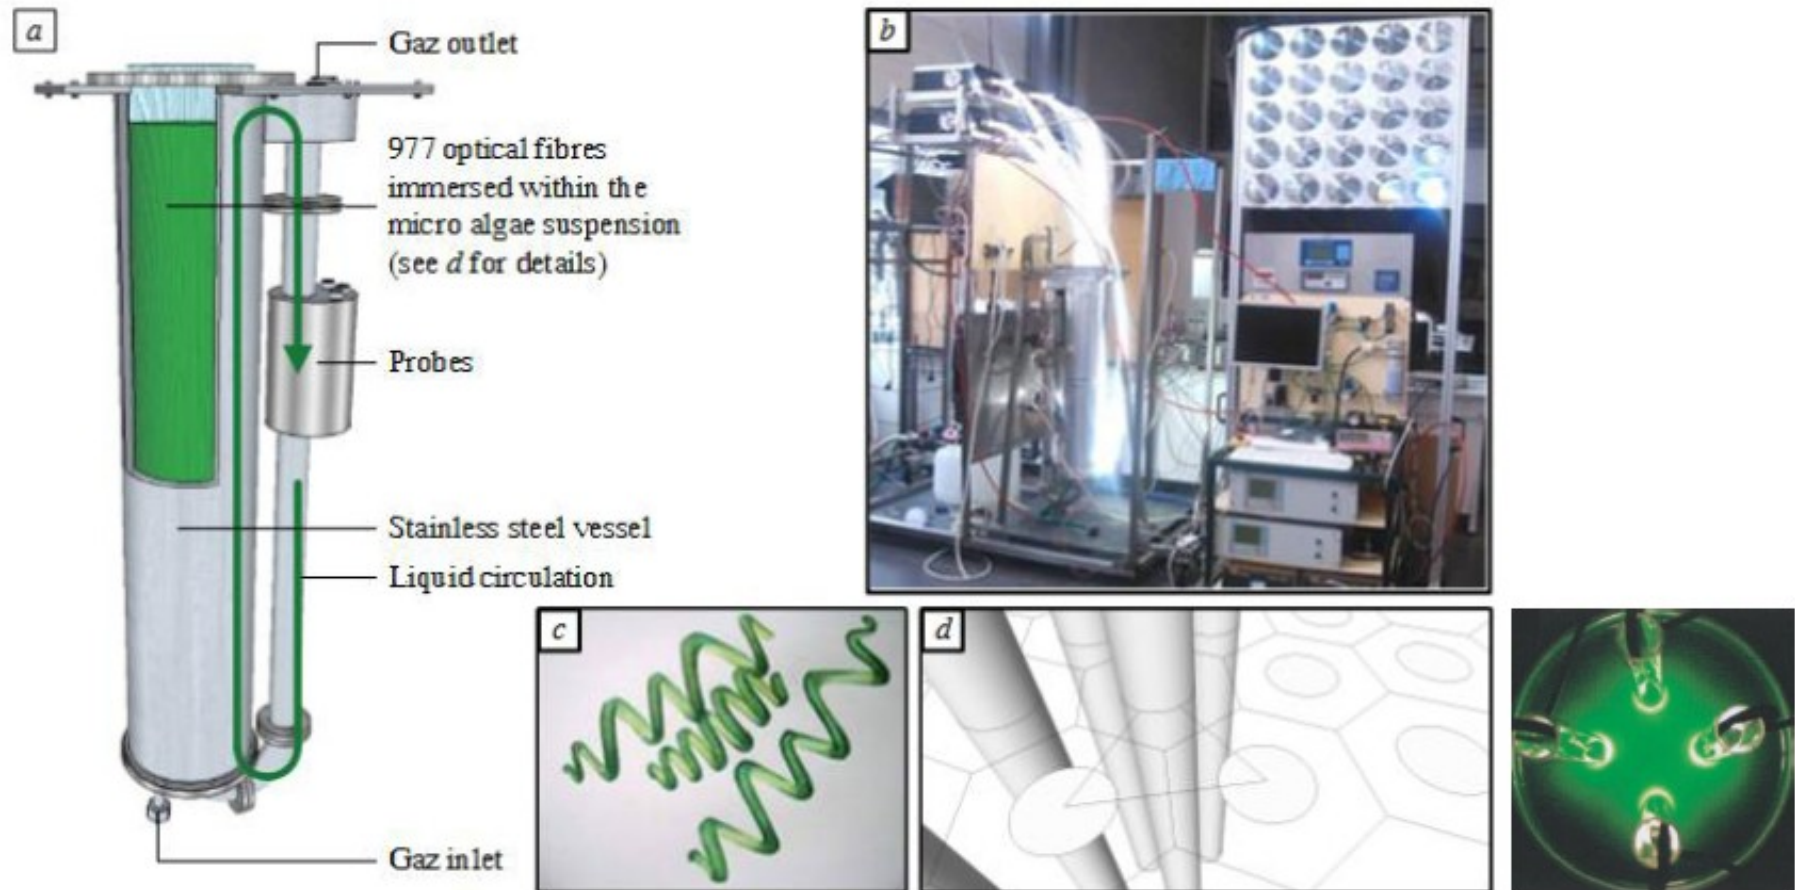 a
Gaz outlet
977 optical fibres
immersed within the
micro algae suspension
(see d for details)
Probes
Stainless steel vessel
Liquid circulation
Gaz inlet
b
c
d